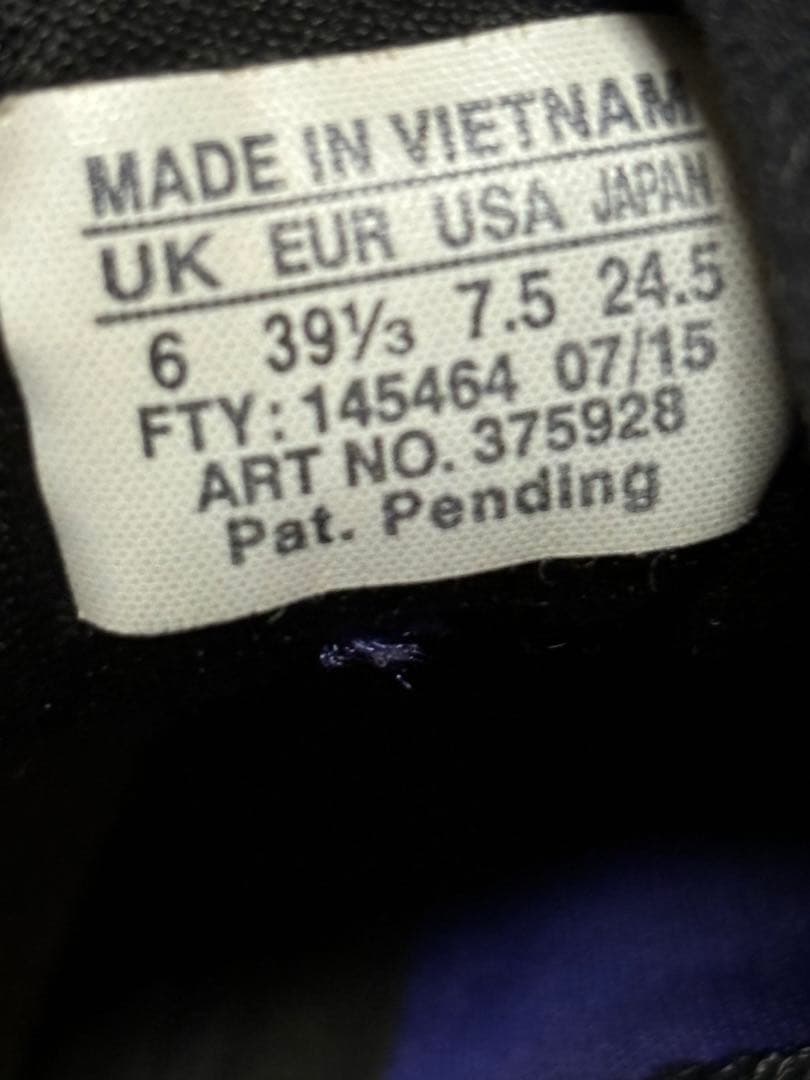 MADE IN VIETNAM
UK EUR USA JAPAN
6 39⅓ 7.5 24.5
FTY: 145464 07/15
ART NO. 375928
Pat. Pending